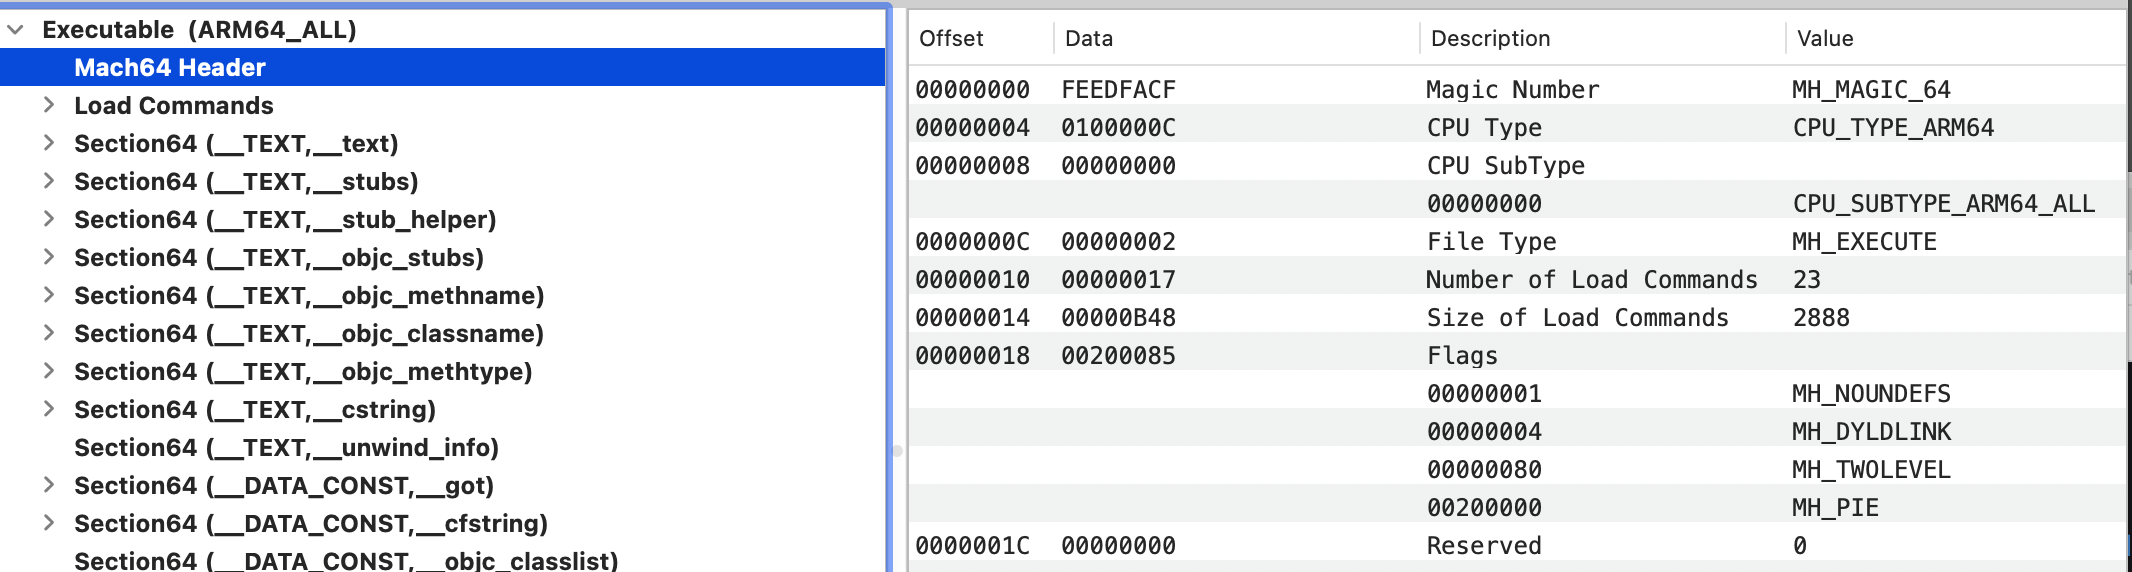 Executable (ARM64_ALL)
Mach64 Header
Load Commands
Section64 (__TEXT,__text)
Section64 (__TEXT,__stubs)
Section64 (__TEXT,__stub_helper)
Section64 (__TEXT,__objc_stubs)
Section64 (__TEXT,__objc_methname)
Section64 (__TEXT,__objc_classname)
Section64 (__TEXT,__objc_methtype)
Section64 (__TEXT,__cstring)
Section64 (__TEXT,__unwind_info)
Section64 (__DATA_CONST,__got)
Section64 (__DATA_CONST,__cfstring)
Section64 (__DATA_CONST,__objc_classlist)
Offset Data Description Value
00000000 FEEDFACF Magic Number MH_MAGIC_64
00000004 0100000C CPU Type CPU_TYPE_ARM64
00000008 00000000 CPU SubType
00000000 CPU_SUBTYPE_ARM64_ALL
0000000C 00000002 File Type MH_EXECUTE
00000010 00000017 Number of Load Commands 23
00000014 00000B48 Size of Load Commands 2888
00000018 00200085 Flags
00000001 MH_NOUNDEFS
00000004 MH_DYLDLINK
00000080 MH_TWOLEVEL
00200000 MH_PIE
0000001C 00000000 Reserved 0